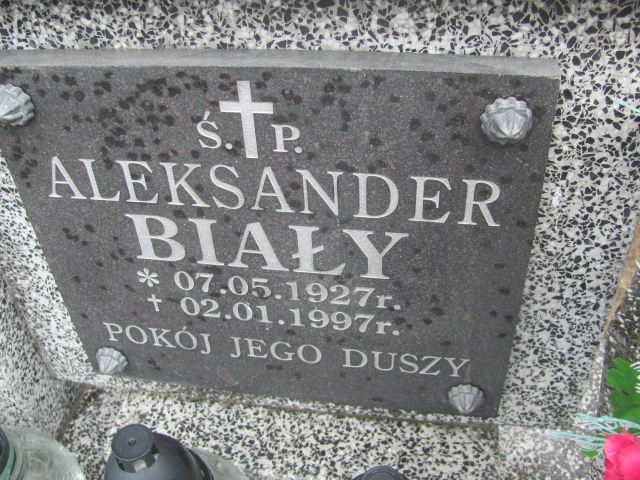 Ś. P.
ALEKSANDER
BIAŁY
* 07.05.1927r.
† 02.01.1997r.
POKÓJ JEGO DUSZY